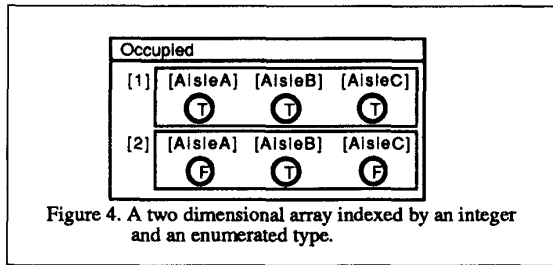 Occupied
[1] [AisleA] [AisleB] [AisleC]
T T T
[2] [AisleA] [AisleB] [AisleC]
F T F
Figure 4. A two dimensional array indexed by an integer
and an enumerated type.